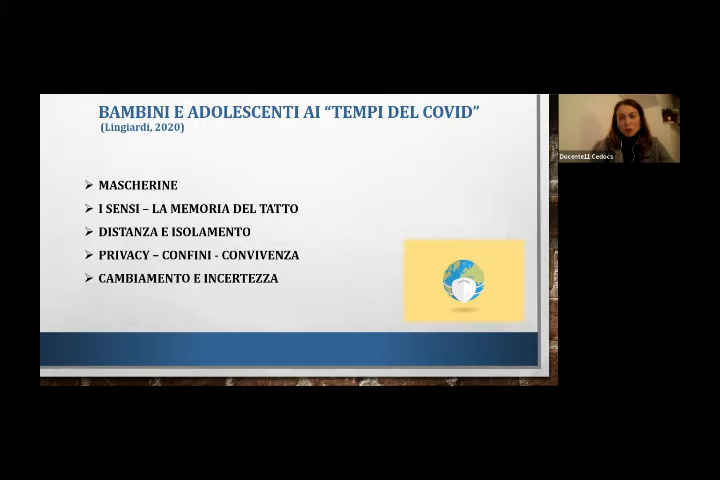 BAMBINI E ADOLESCENTI AI “TEMPI DEL COVID”
(Lingiardi, 2020)
MASCHERINE
I SENSI – LA MEMORIA DEL TATTO
DISTANZA E ISOLAMENTO
PRIVACY – CONFINI - CONVIVENZA
CAMBIAMENTO E INCERTEZZA
Docente11 Cedocs